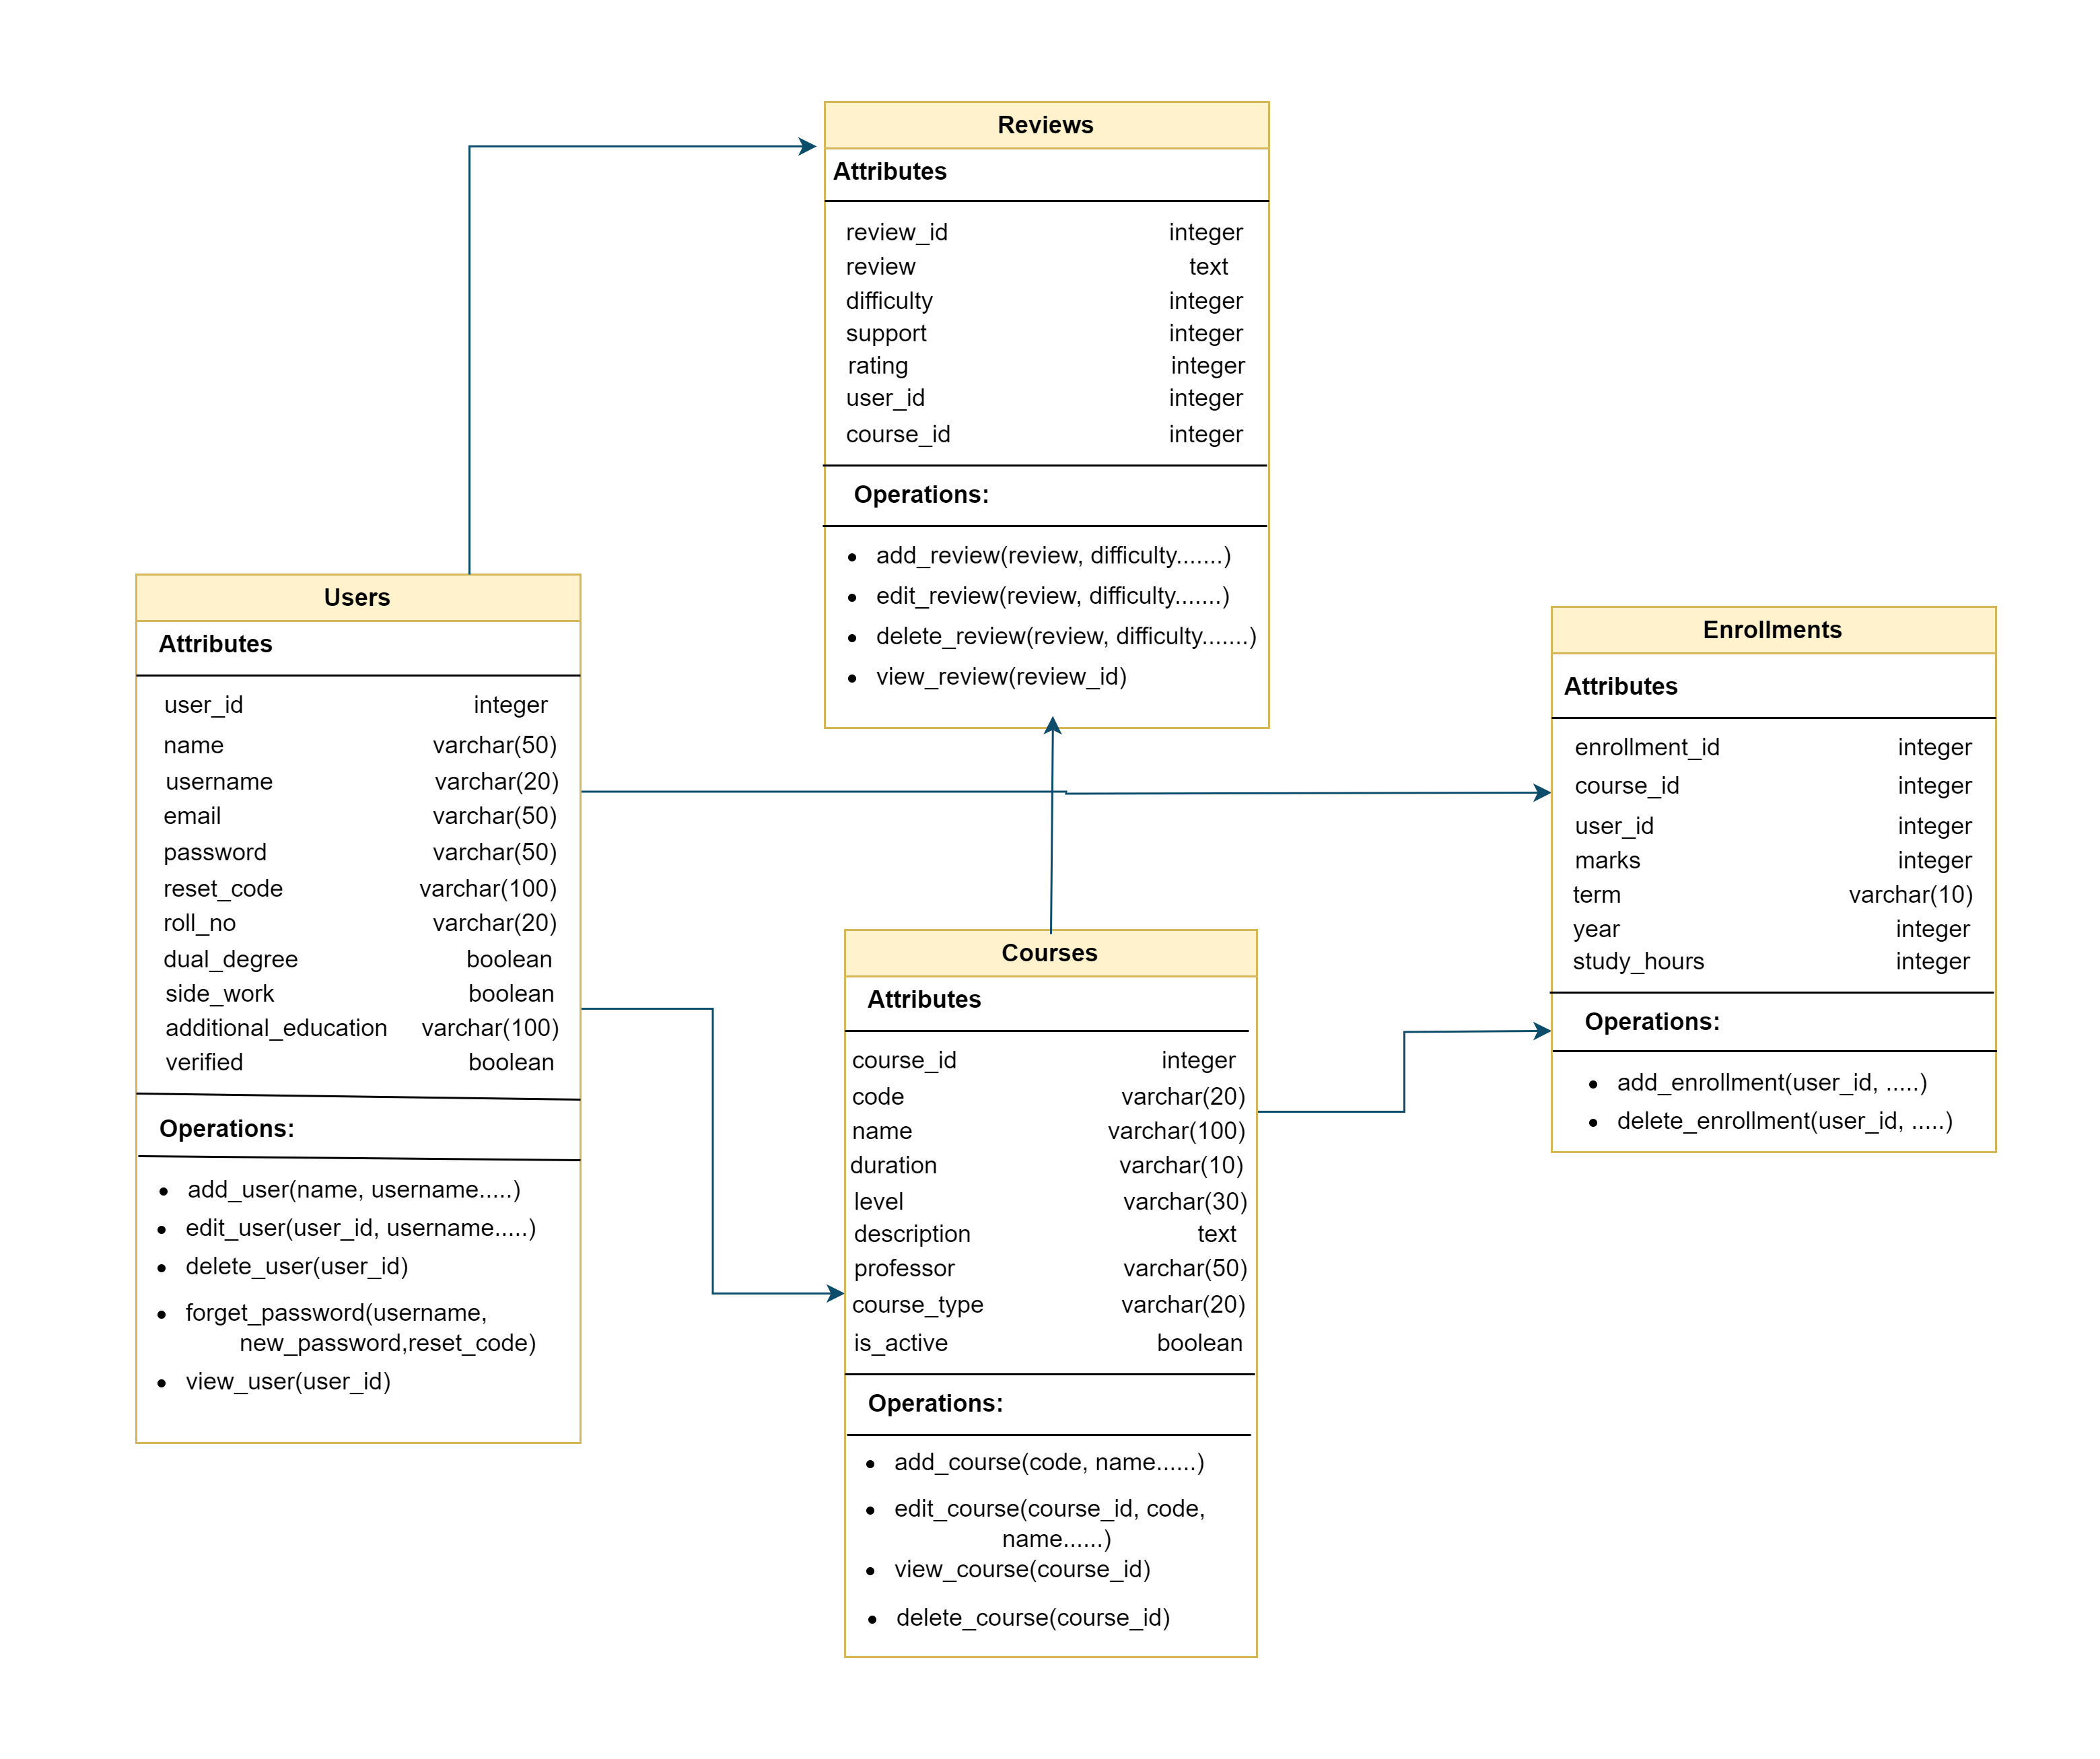 Reviews
Attributes
review_id integer
review text
difficulty integer
support integer
rating integer
user_id integer
course_id integer
Operations:
• add_review(review, difficulty.......)
• edit_review(review, difficulty.......)
• delete_review(review, difficulty.......)
• view_review(review_id)
Users
Attributes
user_id integer
name varchar(50)
username varchar(20)
email varchar(50)
password varchar(50)
reset_code varchar(100)
roll_no varchar(20)
dual_degree boolean
side_work boolean
additional_education varchar(100)
verified boolean
Operations:
• add_user(name, username.....)
• edit_user(user_id, username.....)
• delete_user(user_id)
• forget_password(username,
new_password,reset_code)
• view_user(user_id)
Courses
Attributes
course_id integer
code varchar(20)
name varchar(100)
duration varchar(10)
level varchar(30)
description text
professor varchar(50)
course_type varchar(20)
is_active boolean
Operations:
• add_course(code, name......)
• edit_course(course_id, code,
name......)
• view_course(course_id)
• delete_course(course_id)
Enrollments
Attributes
enrollment_id integer
course_id integer
user_id integer
marks integer
term varchar(10)
year integer
study_hours integer
Operations:
• add_enrollment(user_id, .....)
• delete_enrollment(user_id, .....)